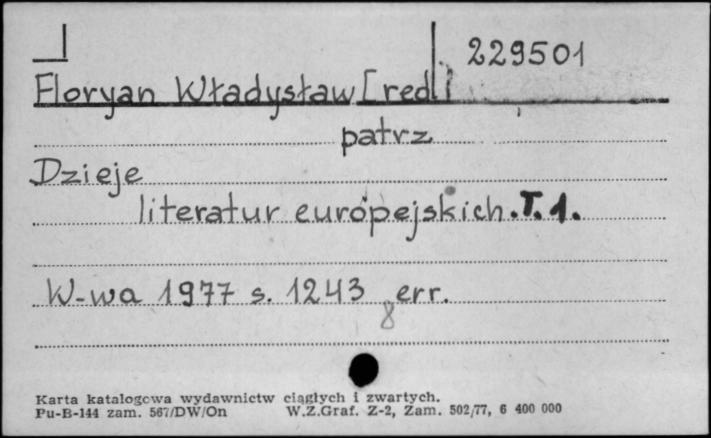 229501
Floryan Władysław [red]
patrz
Dzieje
literatur europejskich. T. 1.
W-wa 1977 s. 1243 err.
8
Karta katalogowa wydawnictw ciągłych i zwartych.
Pu-B-144 zam. 567/DW/On W.Z.Graf. Z-2, Zam. 502/77, 6 400 000